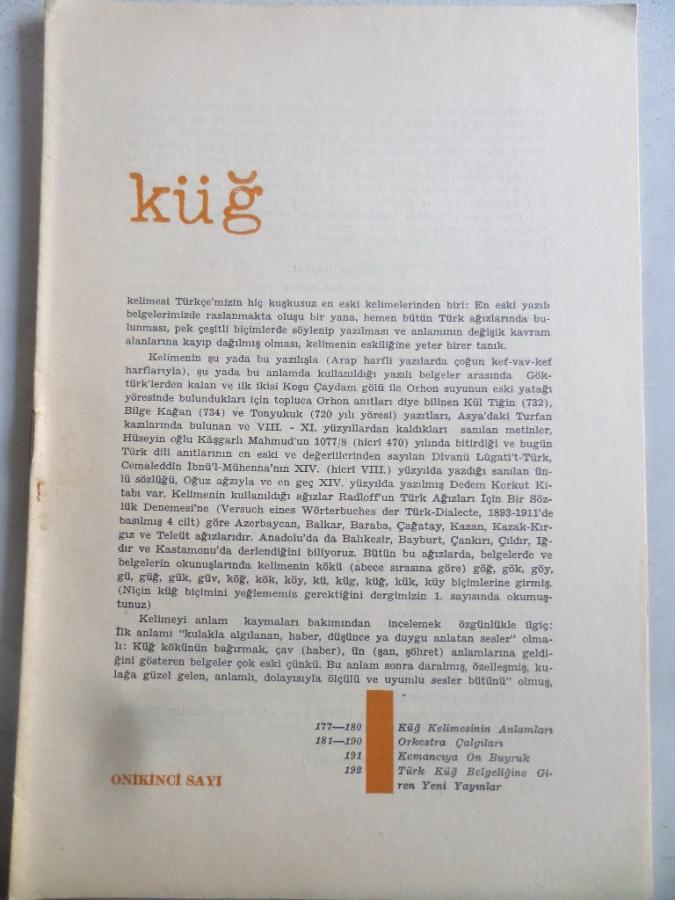 küğ
kelimesi Türkçe'mizin hiç kuşkusuz en eski kelimelerinden biri: En eski yazılı
belgelerimizde raslanmakta oluşu bir yana, hemen bütün Türk ağızlarında bu-
lunması, pek çeşitli biçimlerde söylenip yazılması ve anlamının değişik kavram
alanlarına kayıp dağılmış olması, kelimenin eskiliğine yeter birer tanık.
Kelimenin şu yada bu yazılışla (Arap harfli yazılarda çoğun kef-vav-kef
harflarıyla), şu yada bu anlamda kullanıldığı yazılı belgeler arasında Gök-
türk'lerden kalan ve ilk ikisi Koşu Çaydam gölü ile Orhon suyunun eski yatağı
yöresinde bulundukları için topluca Orhon anıtları diye bilinen Kül Tiğin (732),
Bilge Kağan (734) ve Tonyukuk (720 yılı yöresi) yazıtları, Asya'daki Turfan
kazılarında bulunan ve VIII. - XI. yüzyıllardan kaldıkları sanılan metinler,
Hüseyin oğlu Kâşgarlı Mahmud'un 1077/8 (hicrî 470) yılında bitirdiği ve bugün
Türk dili anıtlarının en eski ve değerlilerinden sayılan Divanü Lûgati't-Türk,
Cemaleddin İbnü'l-Mühenna'nın XIV. (hicrî VIII.) yüzyılda yazdığı sanılan ün-
lü sözlüğü, Oğuz ağzıyla ve en geç XIV. yüzyılda yazılmış Dedem Korkut Ki-
tabı var. Kelimenin kullanıldığı ağızlar Radloff'un Türk Ağızları İçin Bir Söz-
lük Denemesi'ne (Versuch eines Wörterbuches der Türk-Dialecte, 1893-1911'de
basılmış 4 cilt) göre Azerbaycan, Balkar, Baraba, Çağatay, Kazan, Kazak-Kır-
gız ve Teleüt ağızlarıdır. Anadolu'da da Balıkesir, Bayburt, Çankırı, Çıldır, Iğ-
dır ve Kastamonu'da derlendiğini biliyoruz. Bütün bu ağızlarda, belgelerde ve
belgelerin okunuşlarında kelimenin kökü (abece sırasına göre) göğ, gök, göy,
gü, güğ, gük, güv, köğ, kök, köy, kü, küg, küğ, kük, küy biçimlerine girmiş.
(Niçin küğ biçimini yeğlememiz gerektiğini dergimizin 1. sayısında okumuş-
tunuz)
Kelimeyi anlam kaymaları bakımından incelemek özgünlükle ilgiç:
İlk anlamı "kulakla algılanan, haber, düşünce ya duygu anlatan sesler" olma-
lı: Küğ kökünün bağırmak, çav (haber), ün (şan, şöhret) anlamlarına geldi-
ğini gösteren belgeler çok eski çünkü. Bu anlam sonra daralmış, özelleşmiş, ku-
lağa güzel gelen, anlamlı, dolayısıyla ölçülü ve uyumlu sesler bütünü" olmuş,
177—180 Küğ Kelimesinin Anlamları
181—190 Orkestra Çalgıları
191 Kemancıya On Buyruk
192 Türk Küğ Belgeliğine Gi-
ren Yeni Yayınlar
ONİKİNCİ SAYI